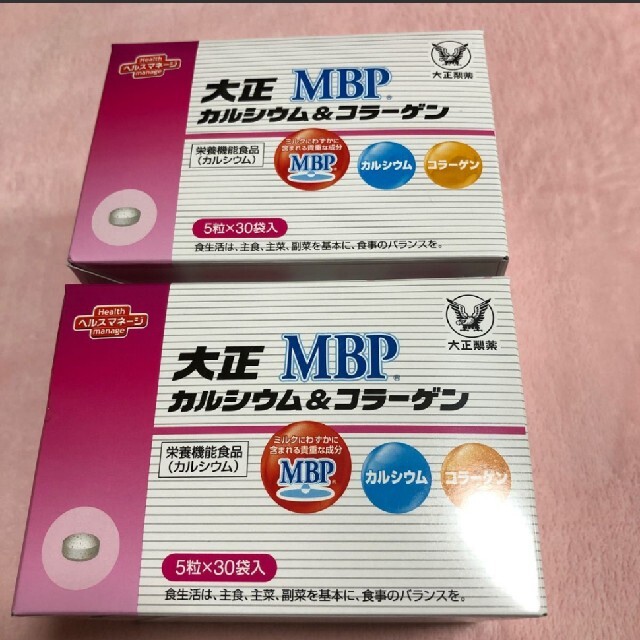 Health
ヘルスマネージ
manage
大正製薬
大正 MBP®
カルシウム&コラーゲン
栄養機能食品
(カルシウム)
ミルクにわずかに
含まれる貴重な成分
MBP®
カルシウム
コラーゲン
5粒×30袋入
食生活は、主食、主菜、副菜を基本に、食事のバランスを。
Health
ヘルスマネージ
manage
大正製薬
大正 MBP®
カルシウム&コラーゲン
栄養機能食品
(カルシウム)
ミルクにわずかに
含まれる貴重な成分
MBP®
カルシウム
コラーゲン
5粒×30袋入
食生活は、主食、主菜、副菜を基本に、食事のバランスを。